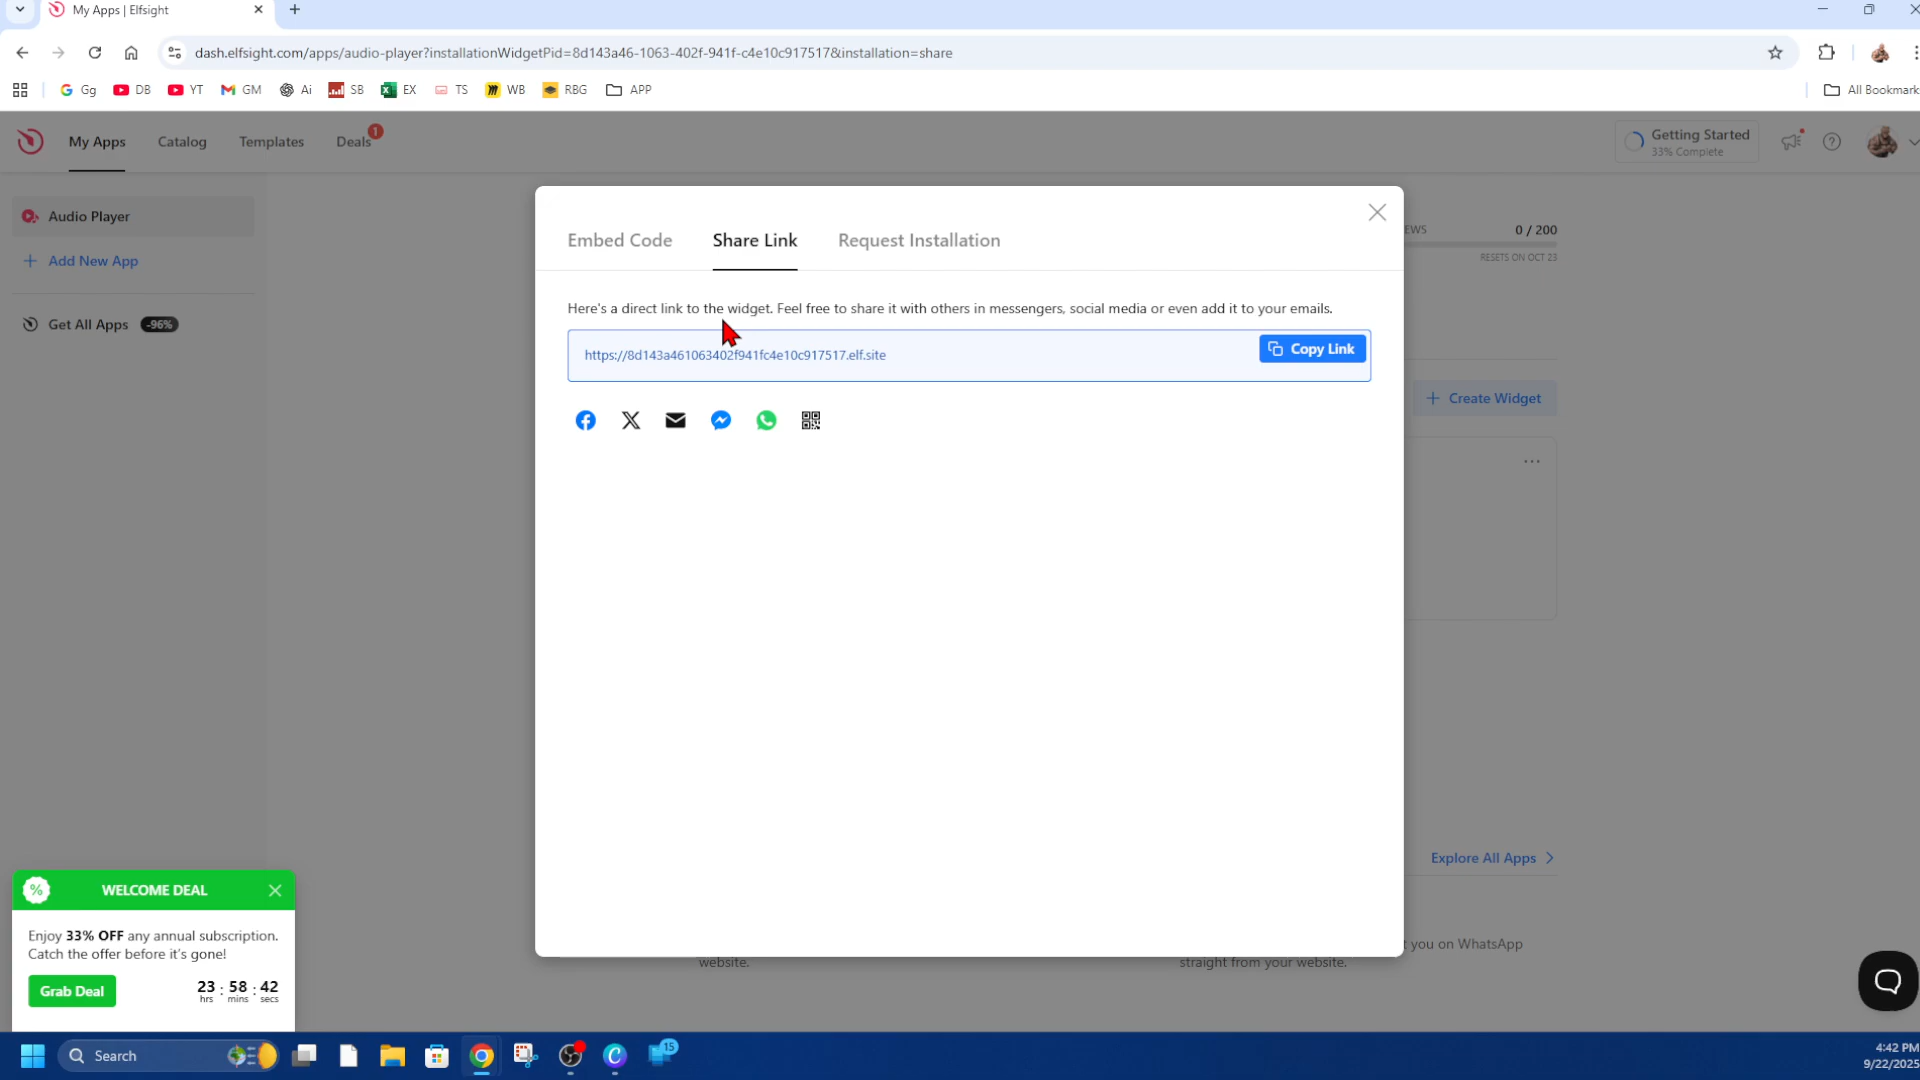 My Apps | Elfsight
dash.elfsight.com/apps/audio-player?installationWidgetPid=8d143a46-1063-402f-941f-c4e10c917517&installation=share
Gg DB YT GM Ai SB EX TS WB RBG APP All Bookmark
My Apps Catalog Templates Deals 1 Getting Started
33% Complete
Audio Player
Add New App
Get All Apps -96%
Embed Code Share Link Request Installation
EWS 0 / 200
RESETS ON OCT 23
Here's a direct link to the widget. Feel free to share it with others in messengers, social media or even add it to your emails.
https://8d143a461063402f941fc4e10c917517.elf.site Copy Link
Create Widget
Explore All Apps
t you on WhatsApp
website. straight from your website.
% WELCOME DEAL
Enjoy 33% OFF any annual subscription.
Catch the offer before it's gone!
Grab Deal 23 : 58 : 42
hrs mins secs
Search 15 4:42 PM
9/22/2025